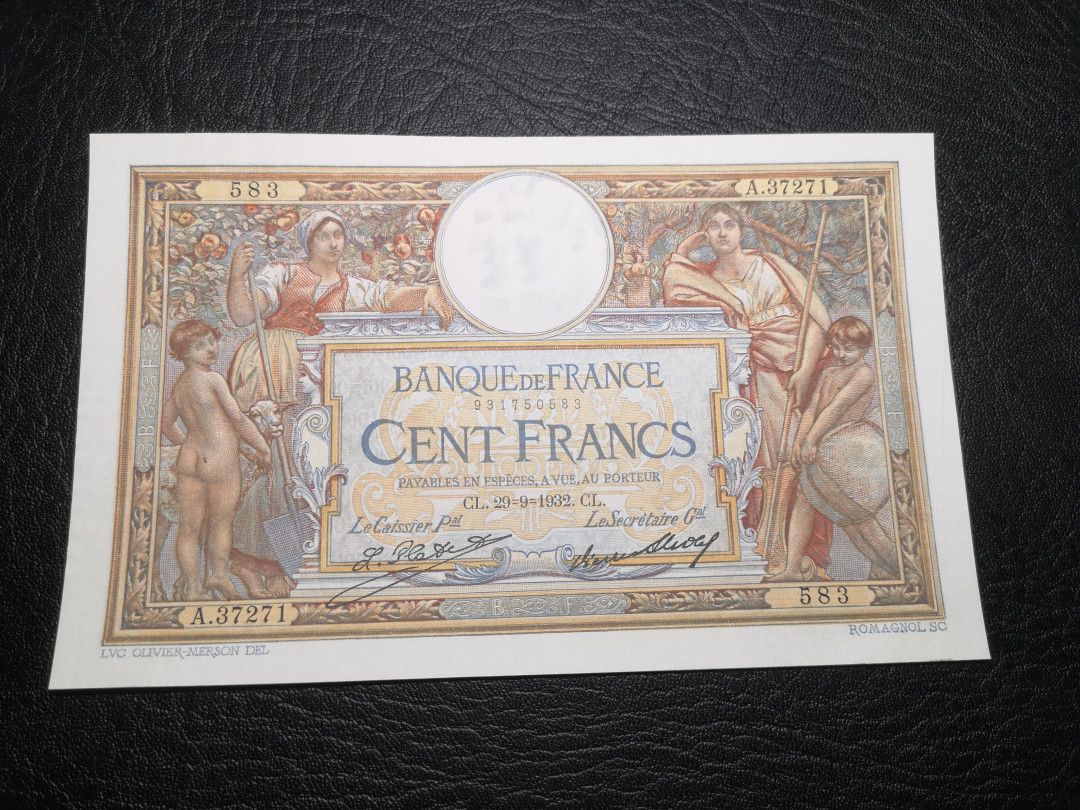 583
A.37271
BANQUE DE FRANCE
931750583
CENT FRANCS
PAYABLES EN ESPÈCES, A VUE, AU PORTEUR
CL. 29=9=1932. CL.
Le Caissier Pal
Le Secrétaire Gal
B F
B F
A.37271
B F
583
LVC OLIVIER-MERSON DEL
ROMAGNOL SC